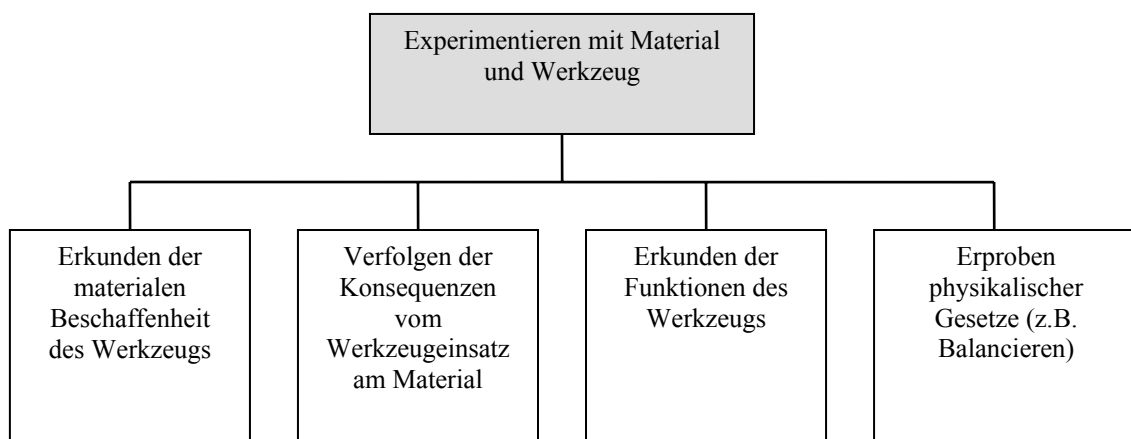 Experimentieren mit Material
und Werkzeug
Erkunden der
materialen
Beschaffenheit
des Werkzeugs
Verfolgen der
Konsequenzen
vom
Werkzeugeinsatz
am Material
Erkunden der
Funktionen des
Werkzeugs
Erproben
physikalischer
Gesetze (z.B.
Balancieren)